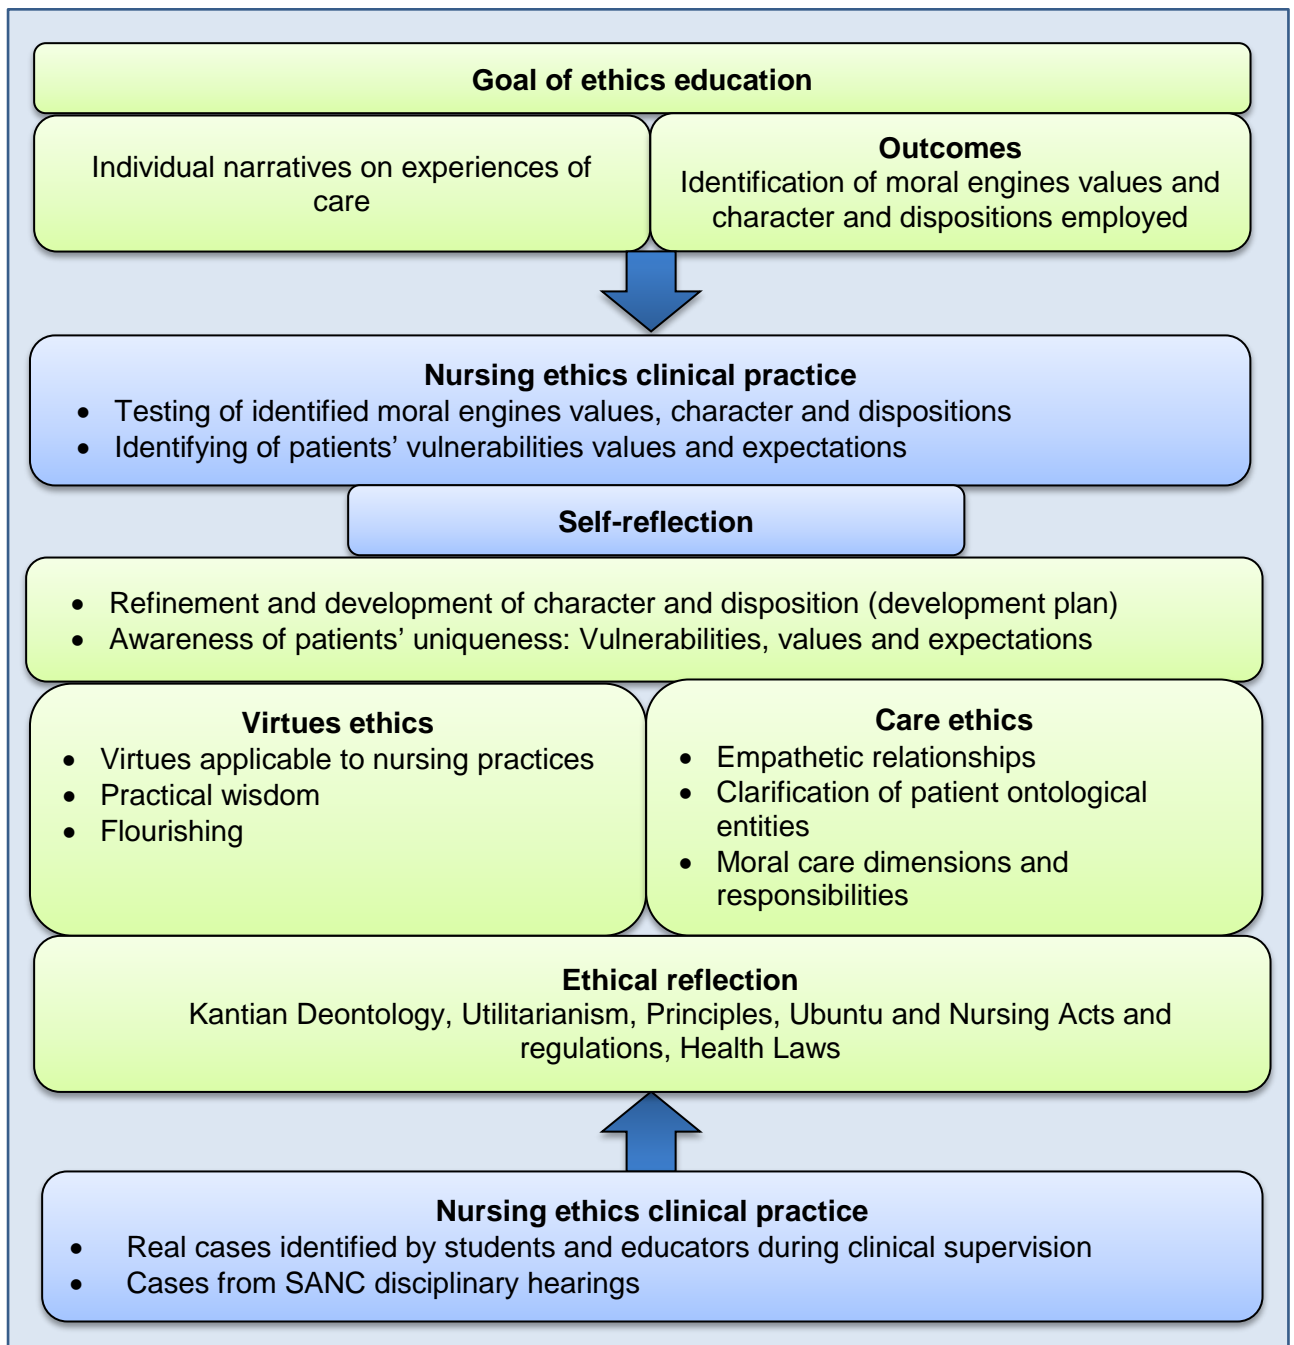 Goal of ethics education
Individual narratives on experiences of
care
Outcomes
Identification of moral engines values and
character and dispositions employed
Nursing ethics clinical practice
• Testing of identified moral engines values, character and dispositions
• Identifying of patients’ vulnerabilities values and expectations
Self-reflection
• Refinement and development of character and disposition (development plan)
• Awareness of patients’ uniqueness: Vulnerabilities, values and expectations
Virtues ethics
• Virtues applicable to nursing practices
• Practical wisdom
• Flourishing
Care ethics
• Empathetic relationships
• Clarification of patient ontological
entities
• Moral care dimensions and
responsibilities
Ethical reflection
Kantian Deontology, Utilitarianism, Principles, Ubuntu and Nursing Acts and
regulations, Health Laws
Nursing ethics clinical practice
• Real cases identified by students and educators during clinical supervision
• Cases from SANC disciplinary hearings